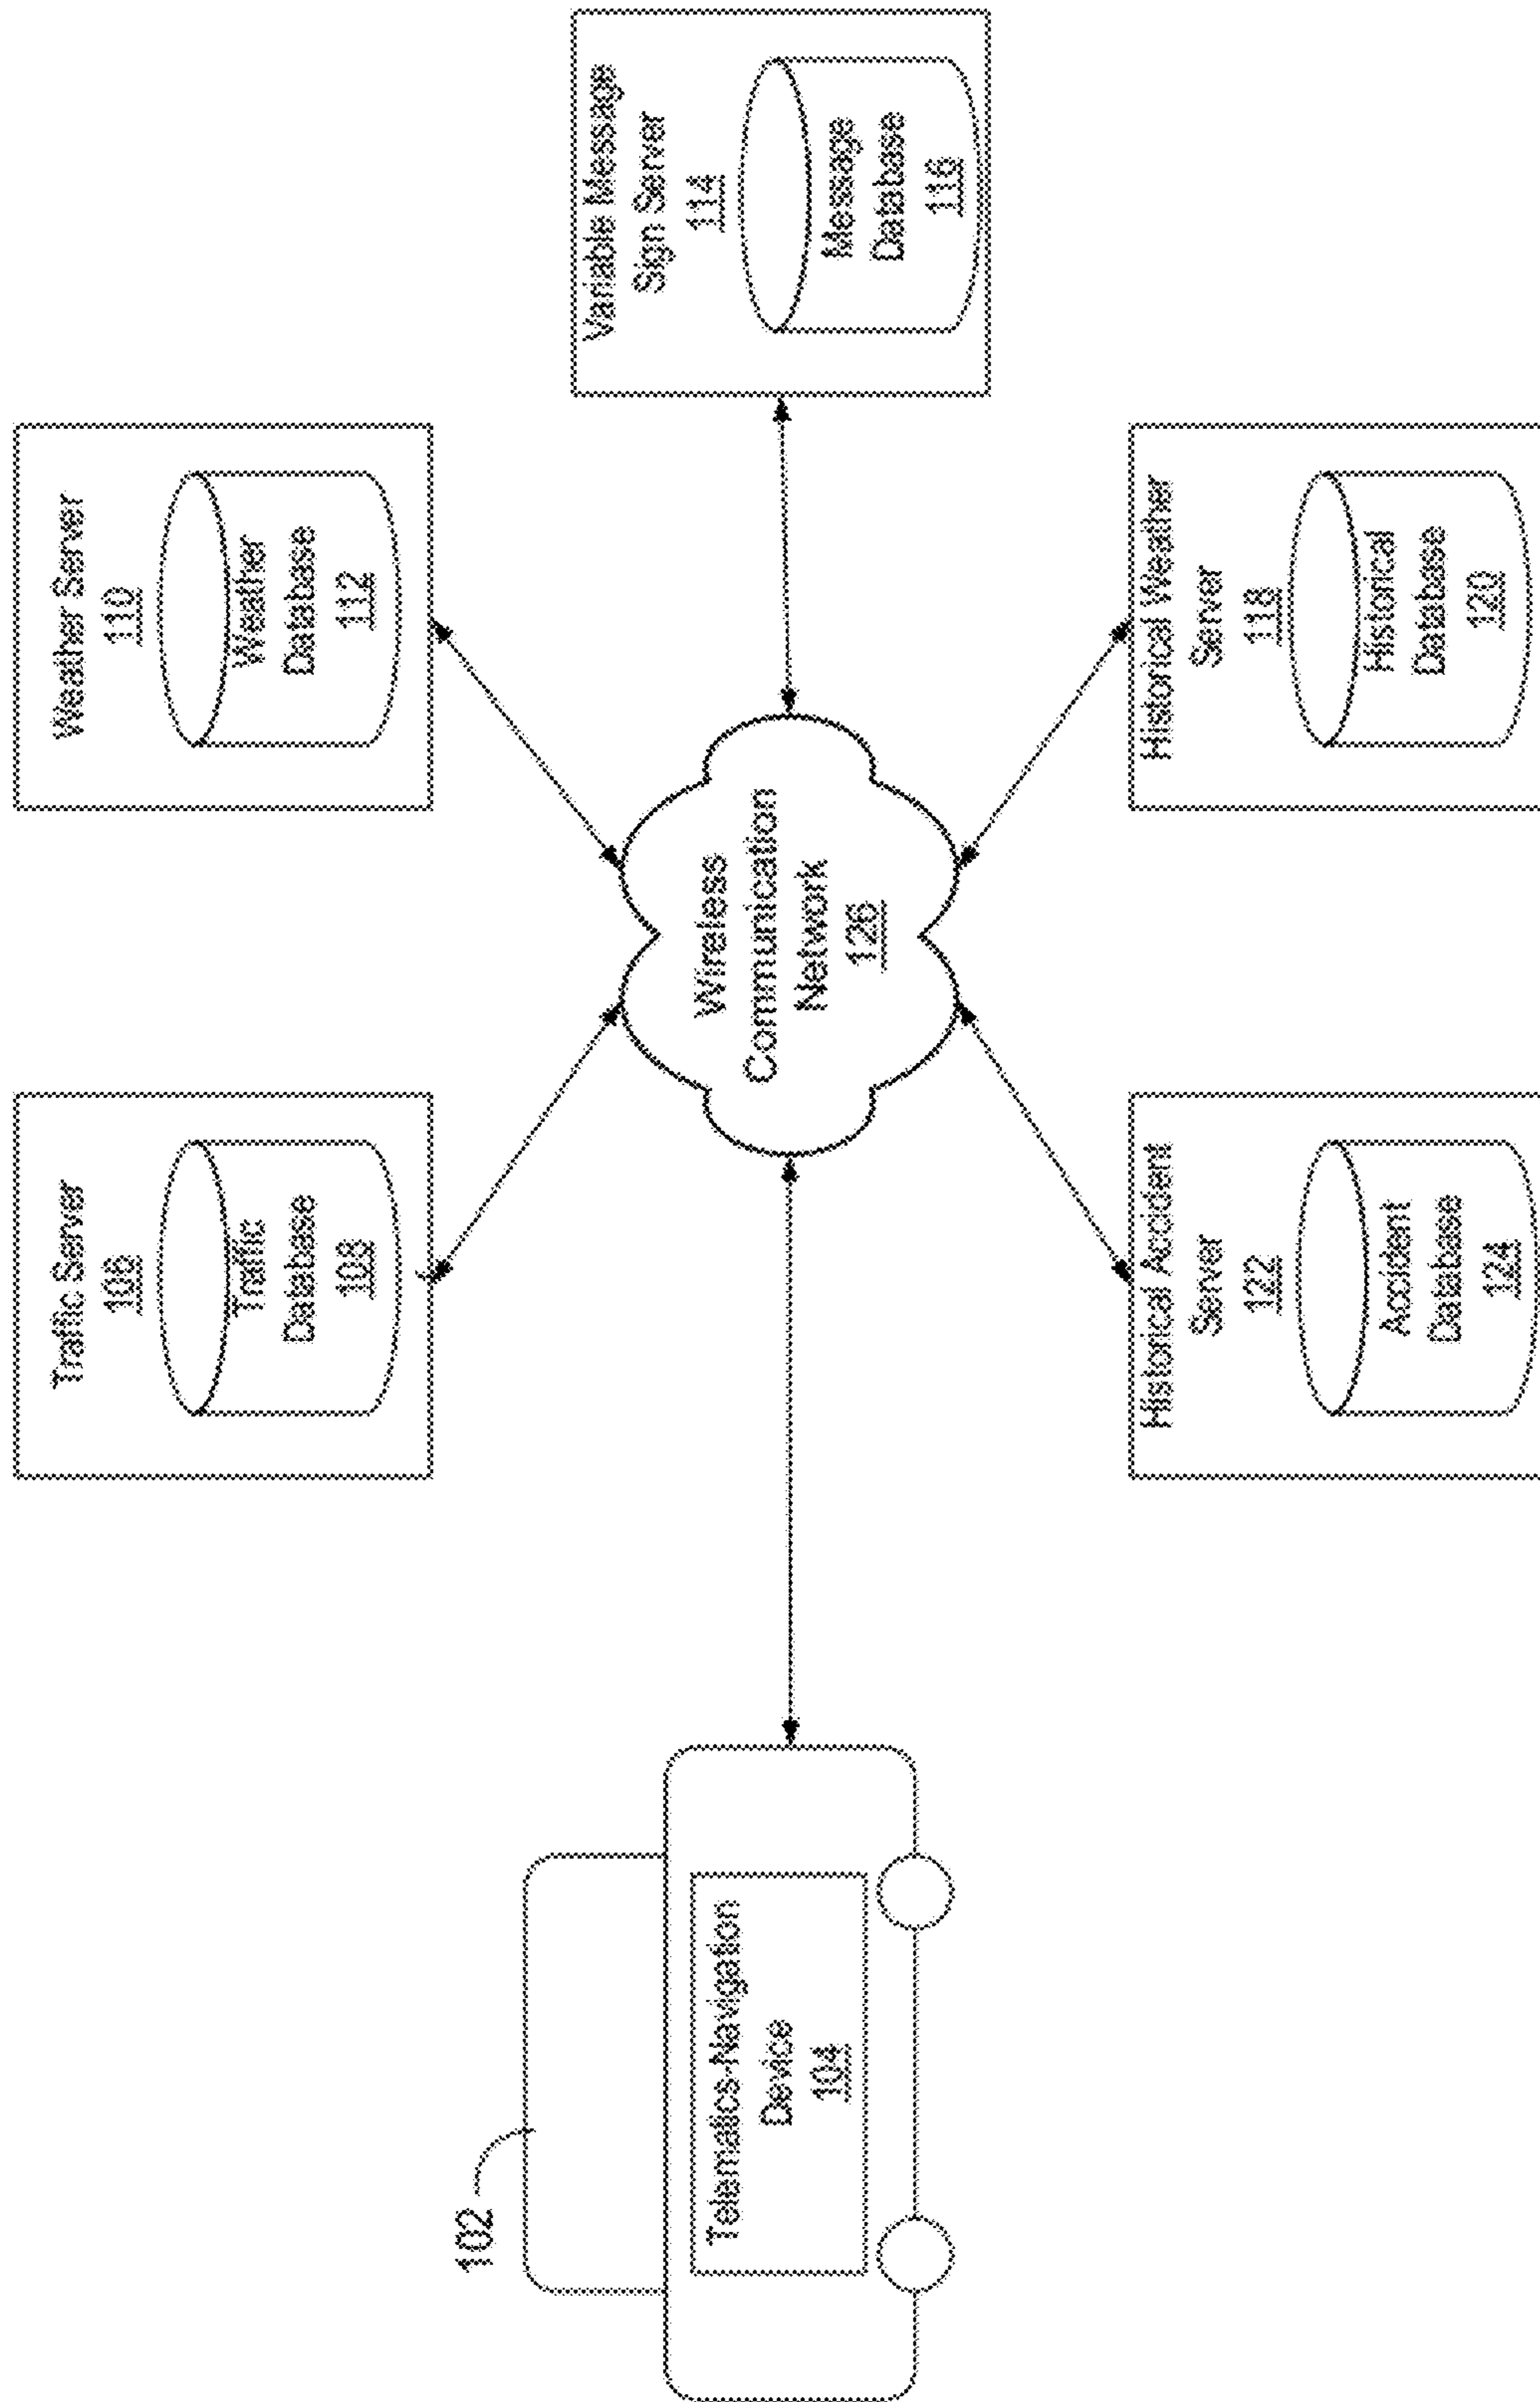 Traffic Server
106
Traffic
Database
108
Weather Server
110
Weather
Database
112
102
Telematics-Navigation
Device
104
Wireless
Communication
Network
126
Variable Message
Sign Server
114
Message
Database
116
Historical Accident
Server
122
Accident
Database
124
Historical Weather
Server
118
Historical
Database
120